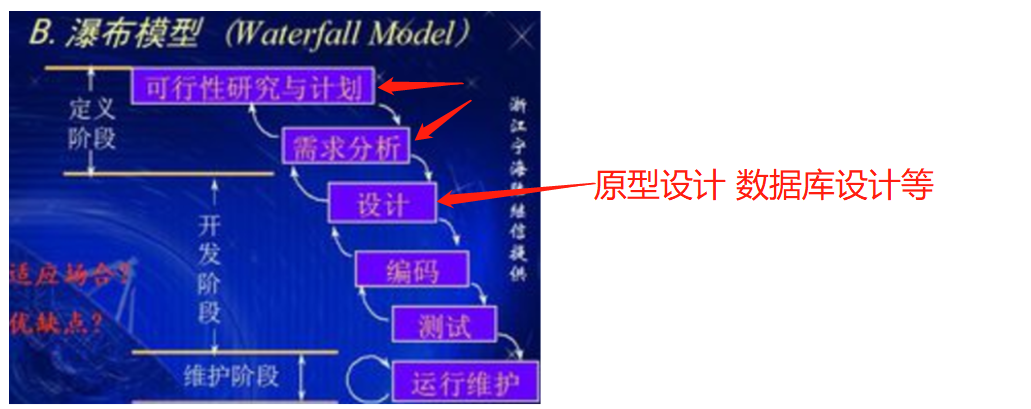 B. 瀑布模型 (Waterfall Model)
可行性研究与计划
定义
阶段
需求分析
设计
原型设计 数据库设计等
开
发
阶
段
编码
适应场合?
测试
优缺点?
维护阶段
运行维护
浙江宁海
继信提供